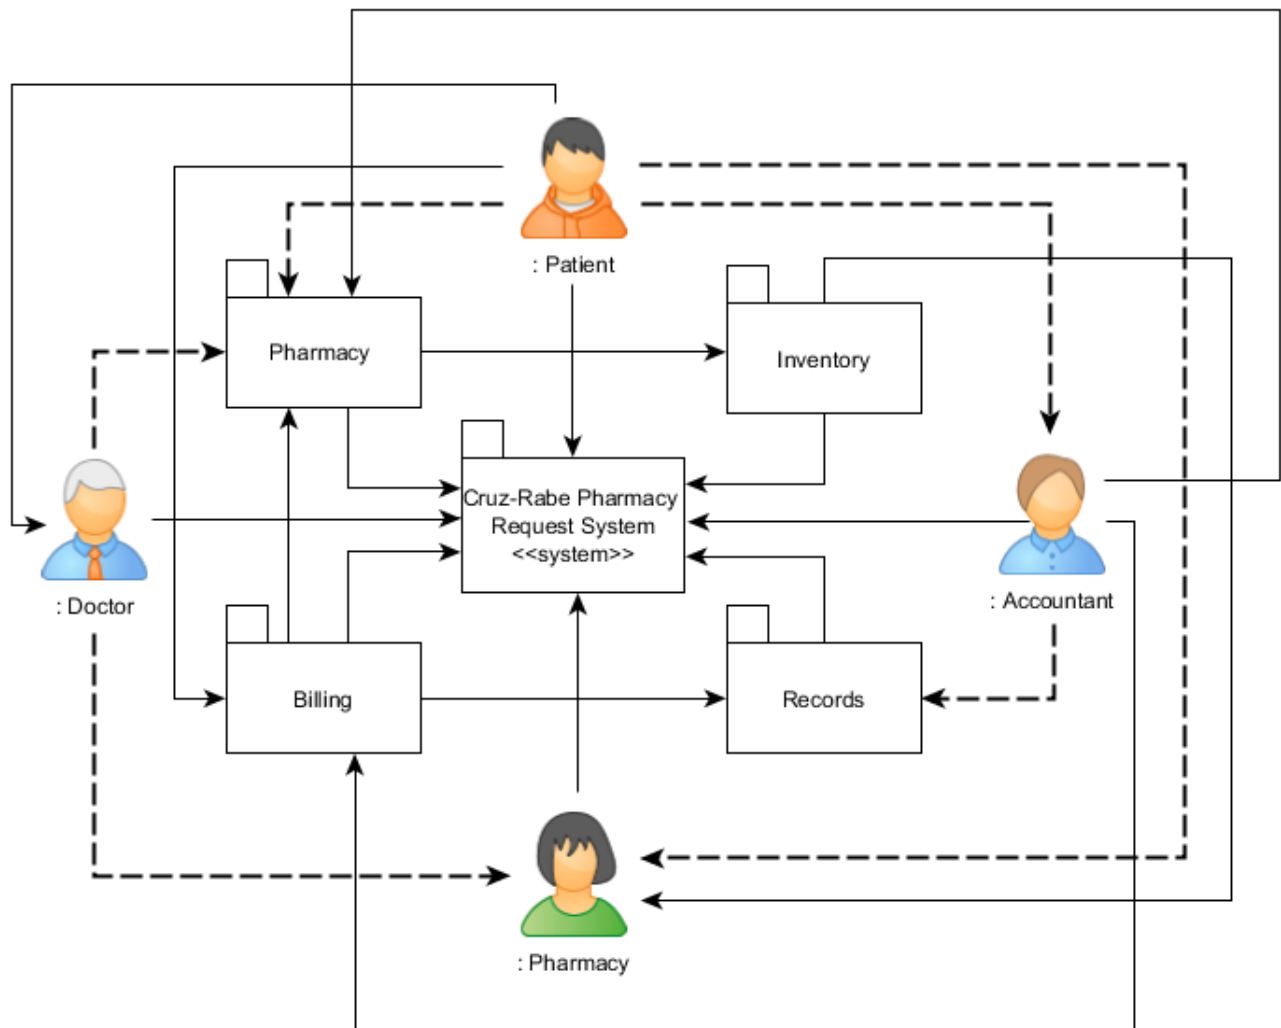 : Patient
Pharmacy
Inventory
Cruz-Rabe Pharmacy
Request System
<<system>>
: Doctor
: Accountant
Billing
Records
: Pharmacy